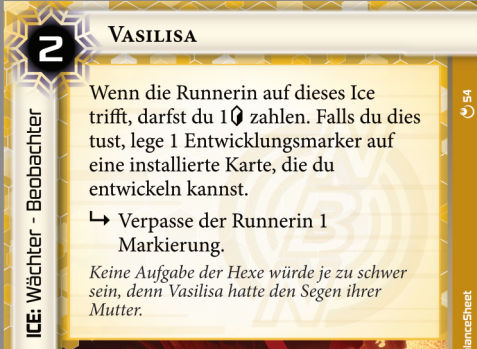 2
VASILISA
Wenn die Runnerin auf dieses Ice
trifft, darfst du 1 zahlen. Falls du dies
tust, lege 1 Entwicklungsmarker auf
eine installierte Karte, die du
entwickeln kannst.
↳ Verpasse der Runnerin 1
Markierung.
Keine Aufgabe der Hexe würde je zu schwer
sein, denn Vasilisa hatte den Segen ihrer
Mutter.
ICE: Wächter - Beobachter
54
NBN